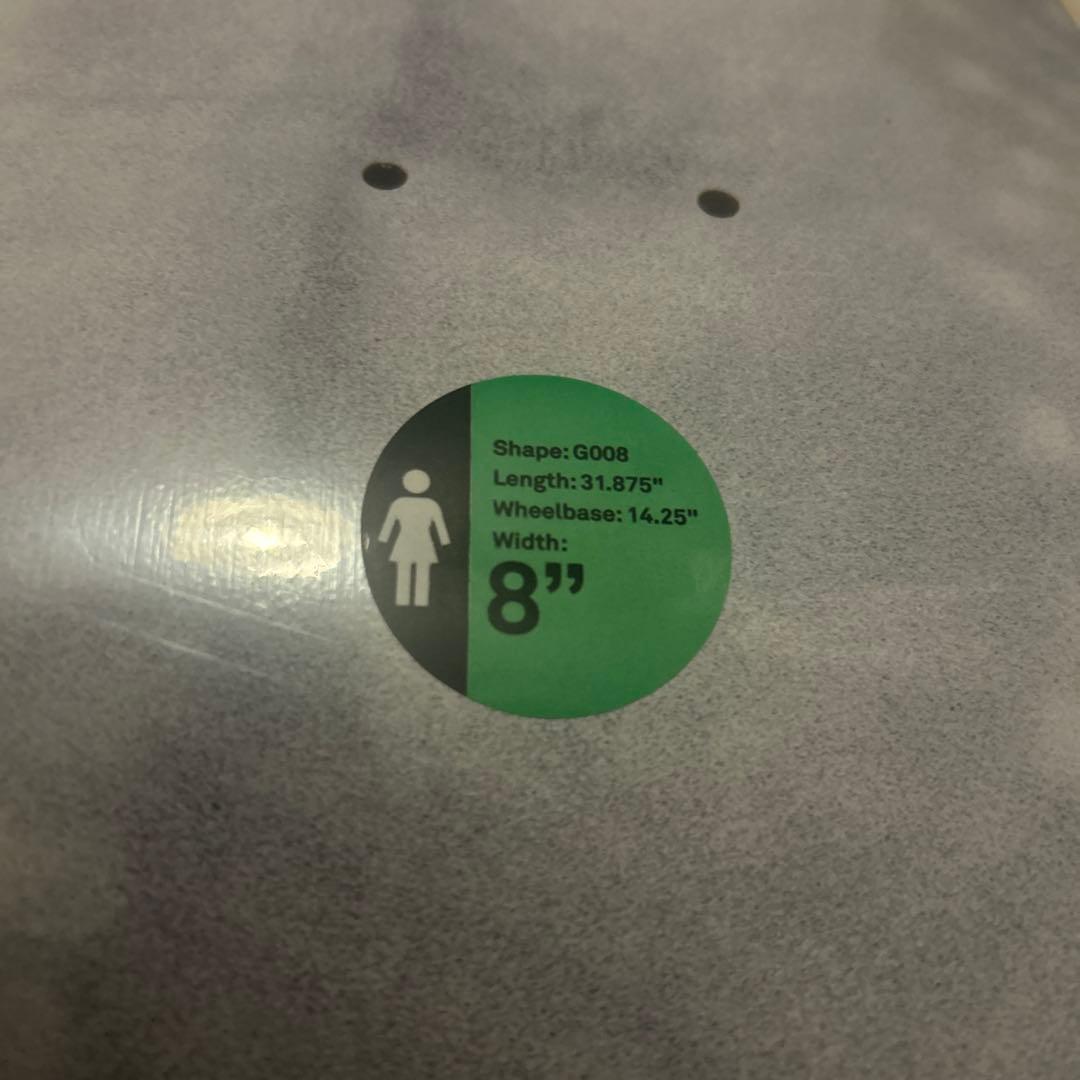 Shape: G008
Length: 31.875"
Wheelbase: 14.25"
Width:
8”